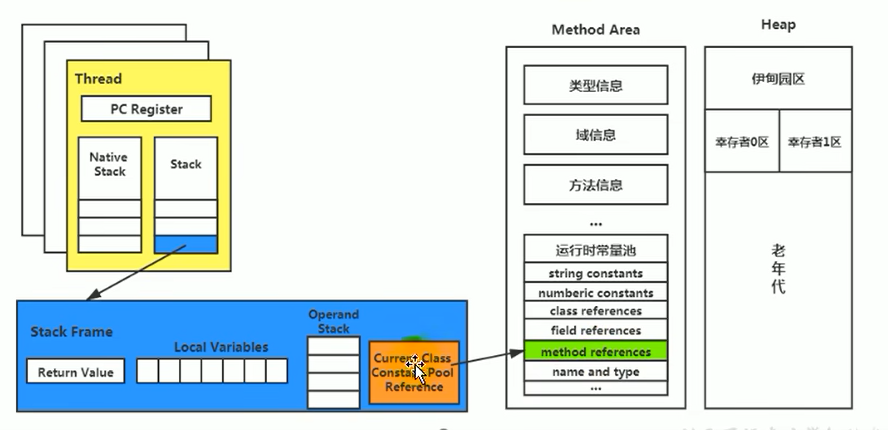 Thread
PC Register
Native
Stack
Stack
Stack Frame
Return Value
Local Variables
Operand
Stack
Current Class
Constant Pool
Reference
Method Area
类型信息
域信息
方法信息
...
运行时常量池
string constants
numberic constants
class references
field references
method references
name and type
...
Heap
伊甸园区
幸存者0区
幸存者1区
老
年
代